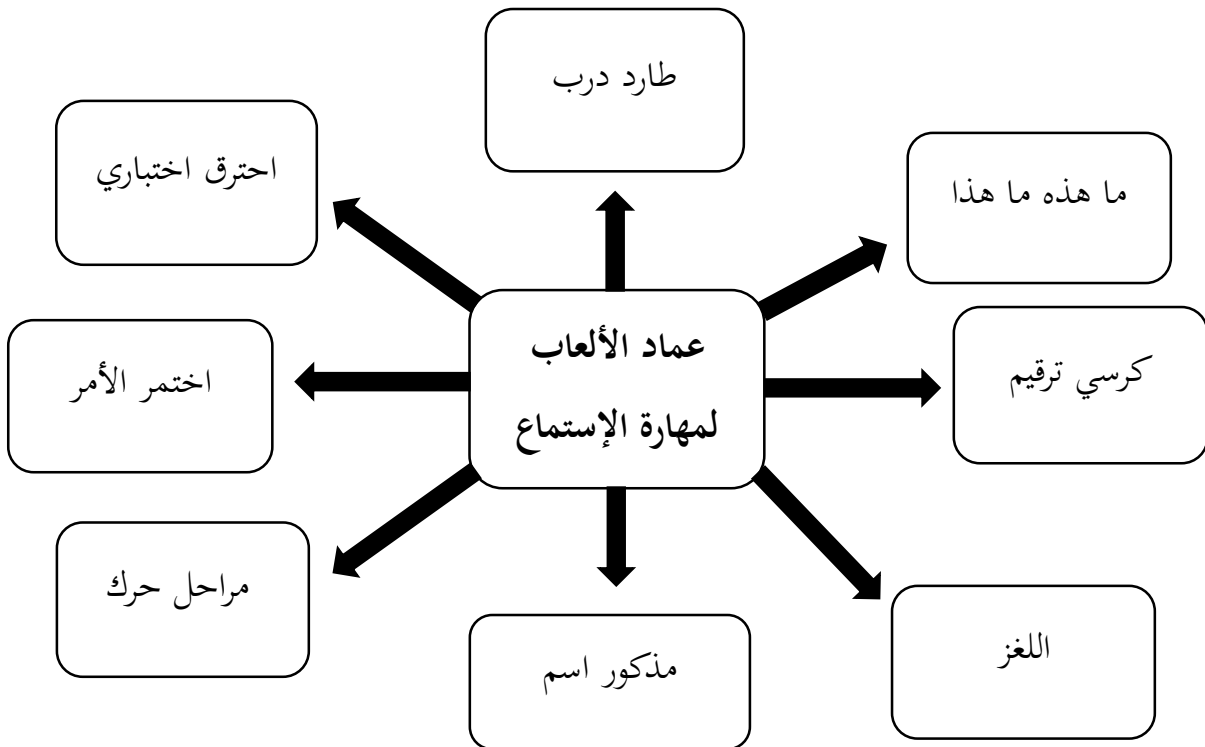 طارد درب
ما هذه ما هذا
احترق اختباري
عماد الألعاب
لمهارة الإستماع
كرسي ترقيم
اختمر الأمر
مراحل حرك
اللغز
مذكور اسم